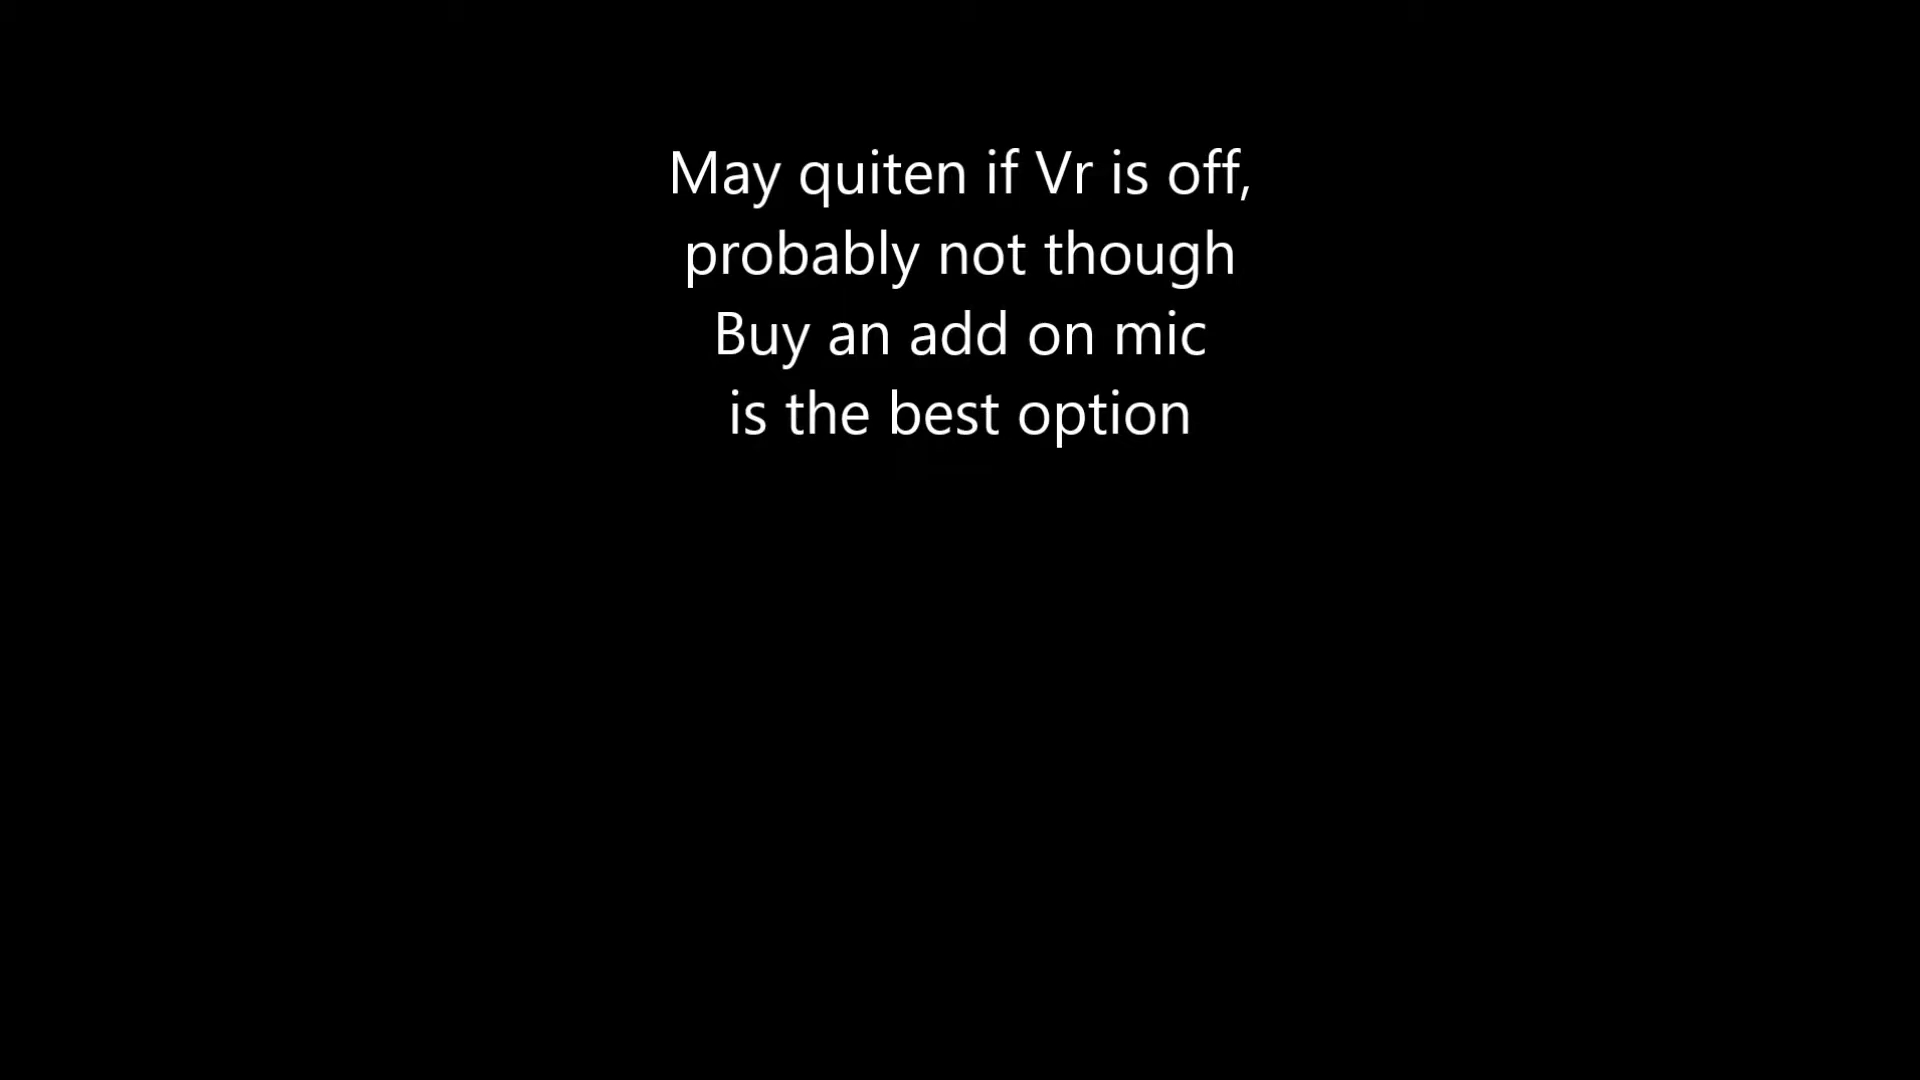 May quiten if Vr is off,
probably not though
Buy an add on mic
is the best option